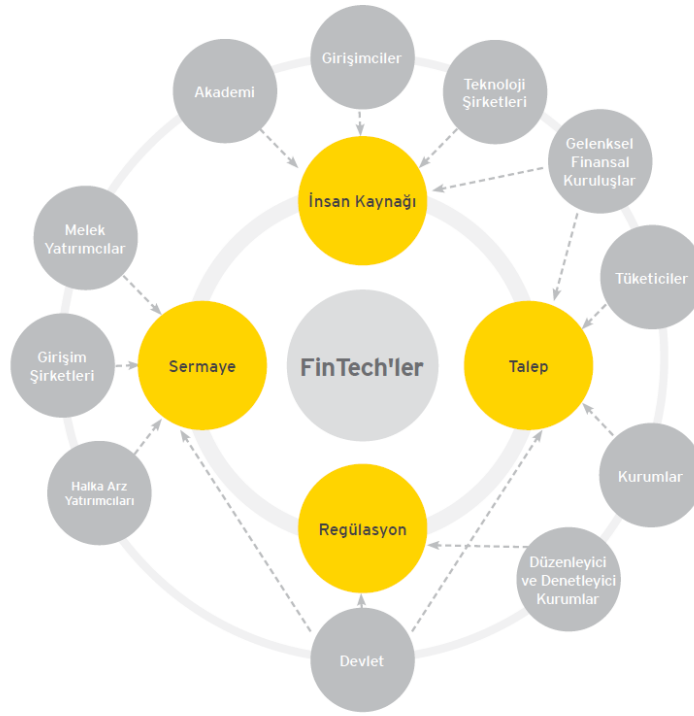 Girişimciler
Akademi
Teknoloji
Şirketleri
Gelenksel
Finansal
Kuruluşlar
İnsan Kaynağı
Melek
Yatırımcılar
Tüketiciler
Girişim
Şirketleri
Sermaye
FinTech'ler
Talep
Halka Arz
Yatırımcıları
Kurumlar
Regülasyon
Düzenleyici
ve Denetleyici
Kurumlar
Devlet